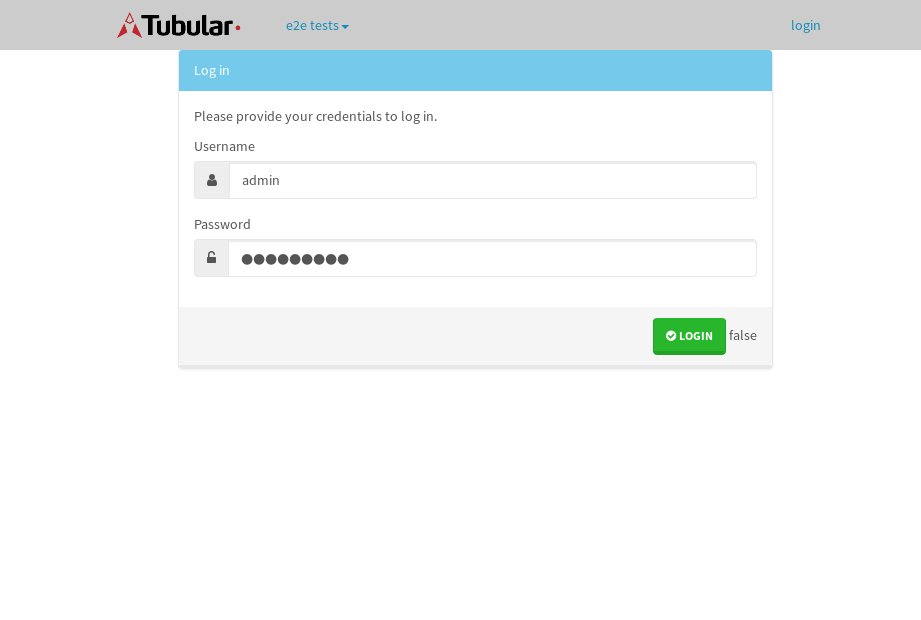 Tubular
e2e tests
login
Log in
Please provide your credentials to log in.
Username
admin
Password
●●●●●●●●●
LOGIN false